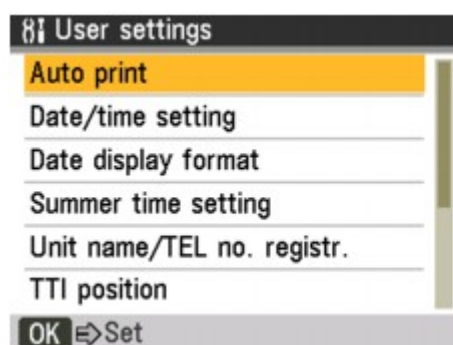 User settings
Auto print
Date/time setting
Date display format
Summer time setting
Unit name/TEL no. registr.
TTI position
OK ⇨Set